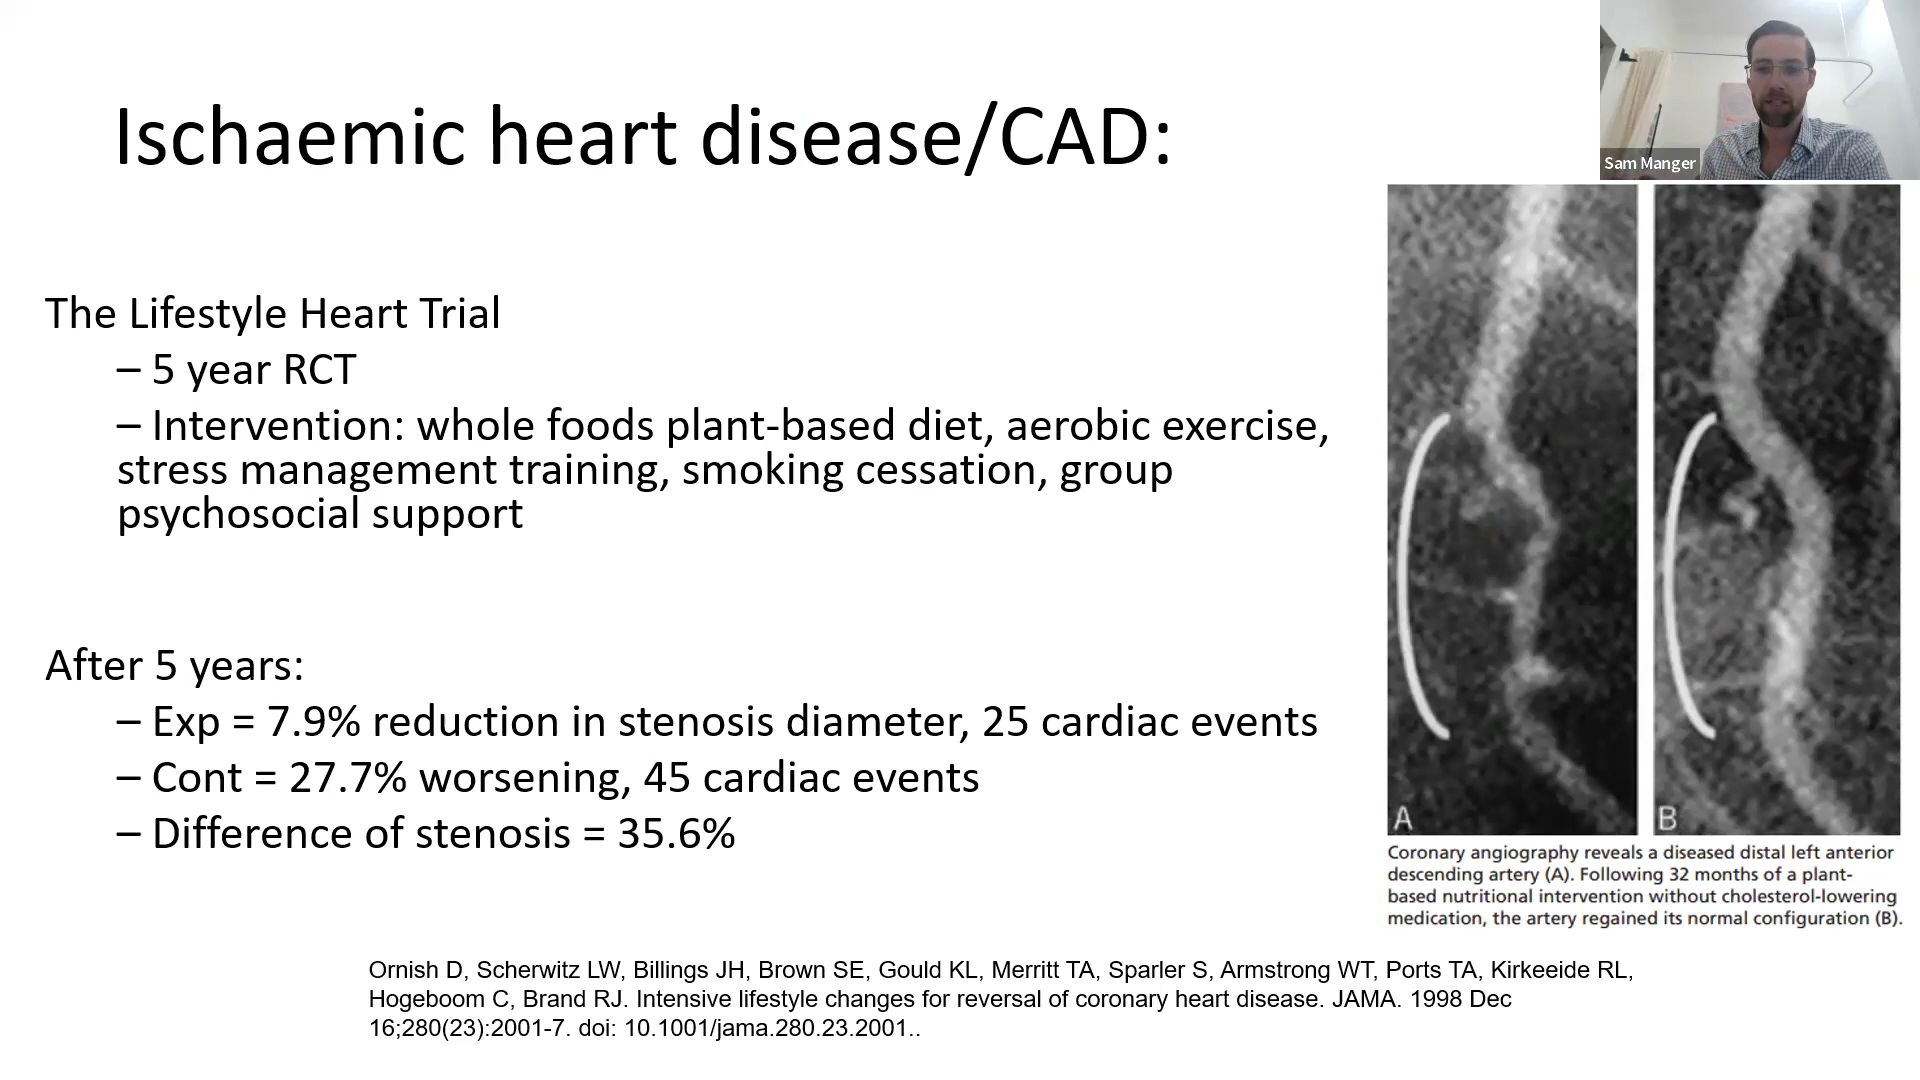 Ischaemic heart disease/CAD:
Sam Manger
The Lifestyle Heart Trial
– 5 year RCT
– Intervention: whole foods plant-based diet, aerobic exercise,
stress management training, smoking cessation, group
psychosocial support
After 5 years:
– Exp = 7.9% reduction in stenosis diameter, 25 cardiac events
– Cont = 27.7% worsening, 45 cardiac events
– Difference of stenosis = 35.6%
A
B
Coronary angiography reveals a diseased distal left anterior
descending artery (A). Following 32 months of a plant-
based nutritional intervention without cholesterol-lowering
medication, the artery regained its normal configuration (B).
Ornish D, Scherwitz LW, Billings JH, Brown SE, Gould KL, Merritt TA, Sparler S, Armstrong WT, Ports TA, Kirkeeide RL,
Hogeboom C, Brand RJ. Intensive lifestyle changes for reversal of coronary heart disease. JAMA. 1998 Dec
16;280(23):2001-7. doi: 10.1001/jama.280.23.2001..